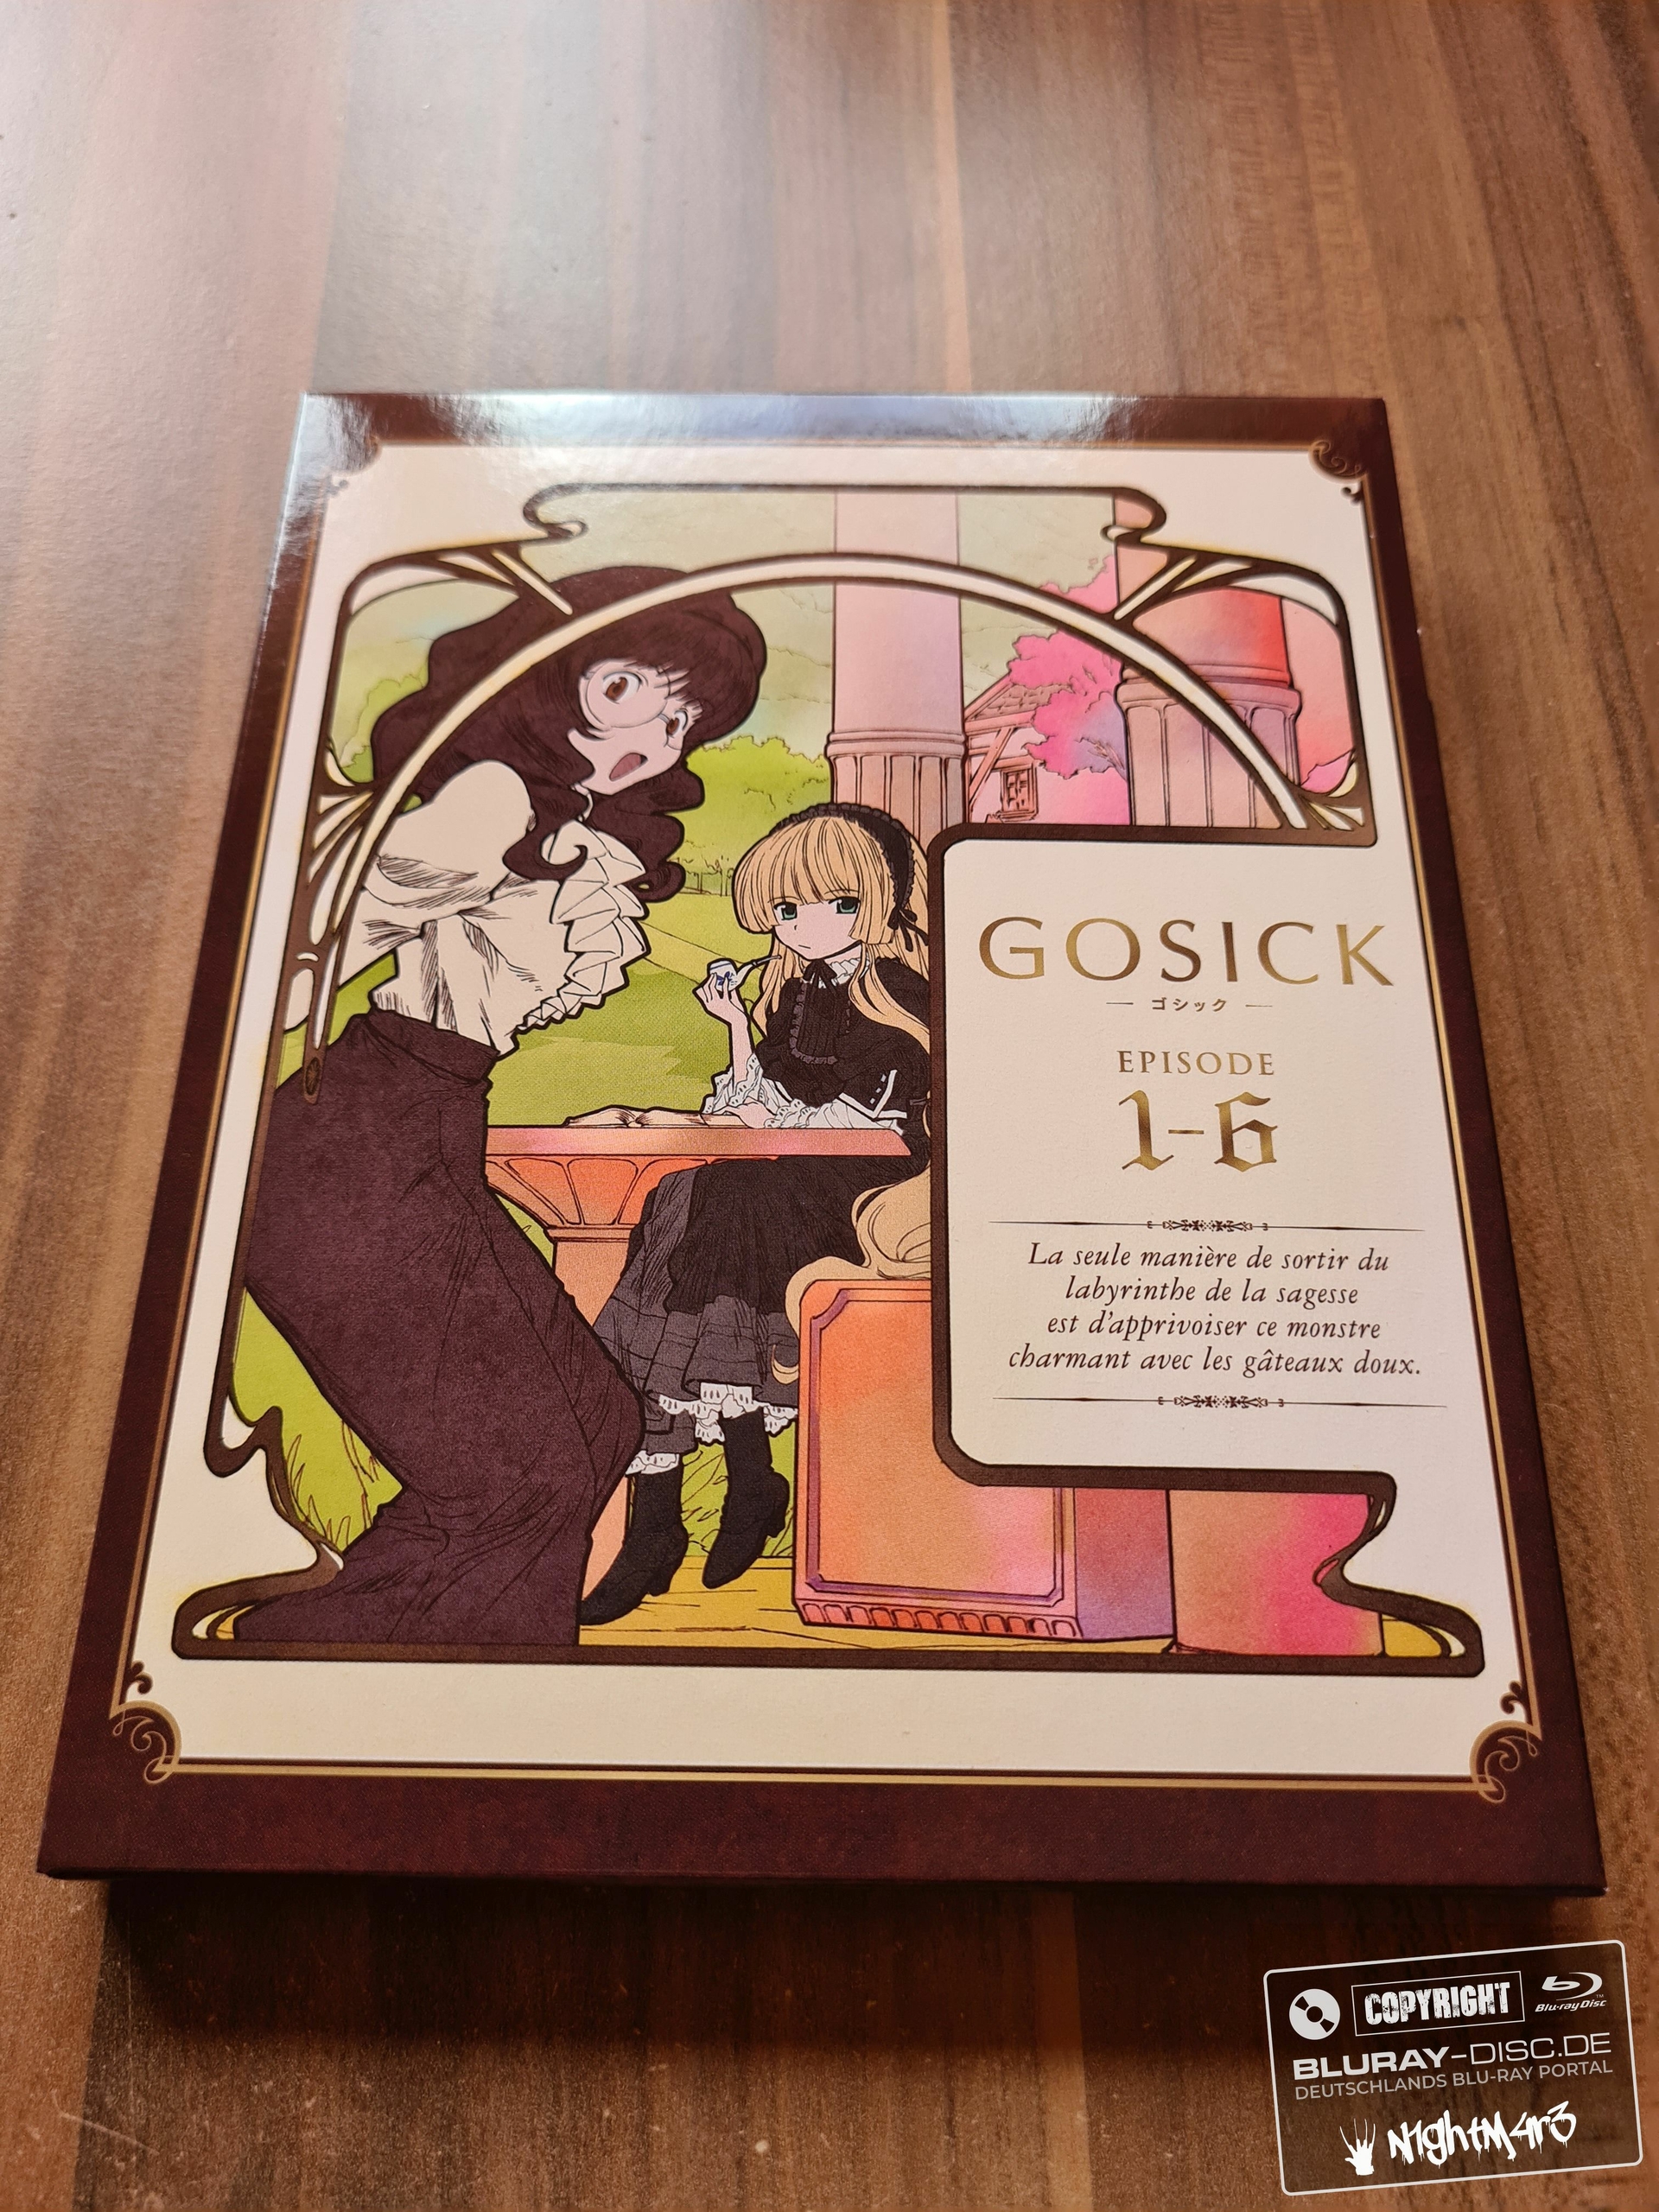 GOSICK
ゴシック
EPISODE
1-6
La seule manière de sortir du
labyrinthe de la sagesse
est d'apprivoiser ce monstre
charmant avec les gâteaux doux.
COPYRIGHT
Blu-ray Disc™
BLURAY-DISC.DE
DEUTSCHLANDS BLU-RAY PORTAL
N1ghtM4r3